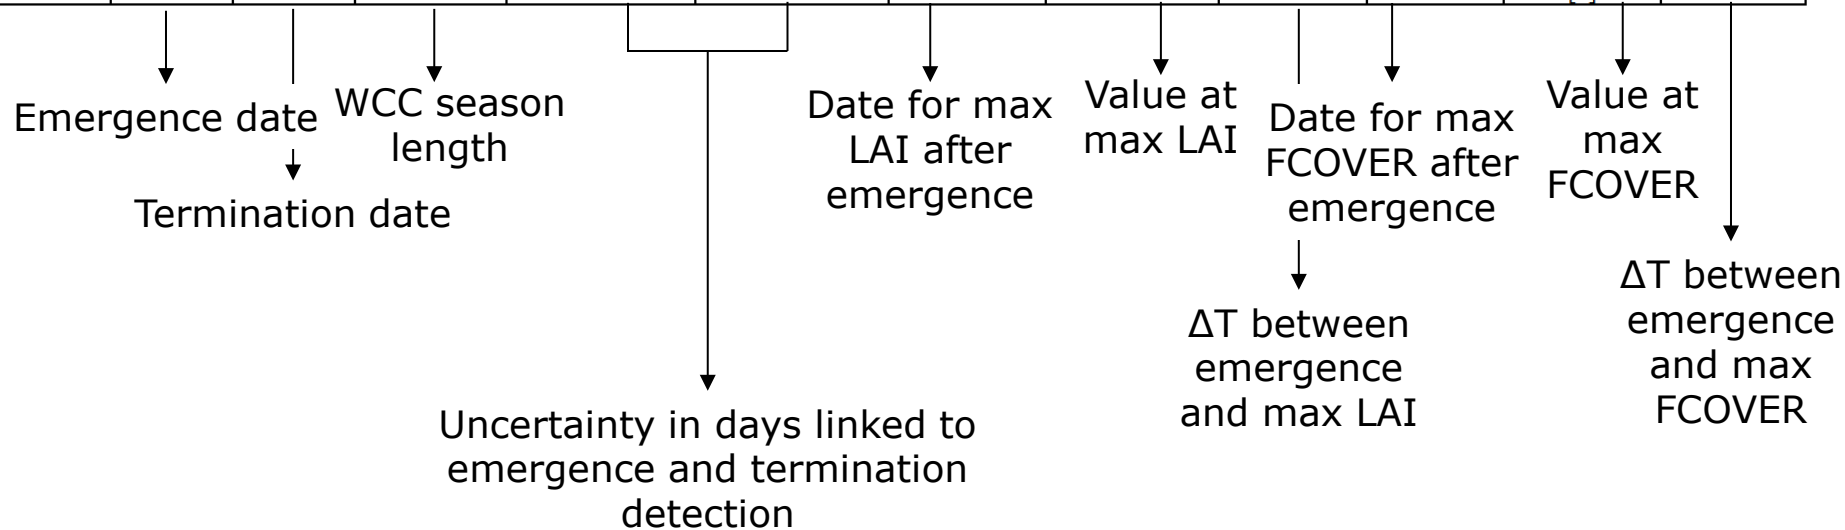 Emergence date
Termination date
WCC season
length
Uncertainty in days linked to
emergence and termination
detection
Date for max
LAI after
emergence
Value at
max LAI
ΔT between
emergence
and max LAI
Date for max
FCOVER after
emergence
Value at
max
FCOVER
ΔT between
emergence
and max
FCOVER